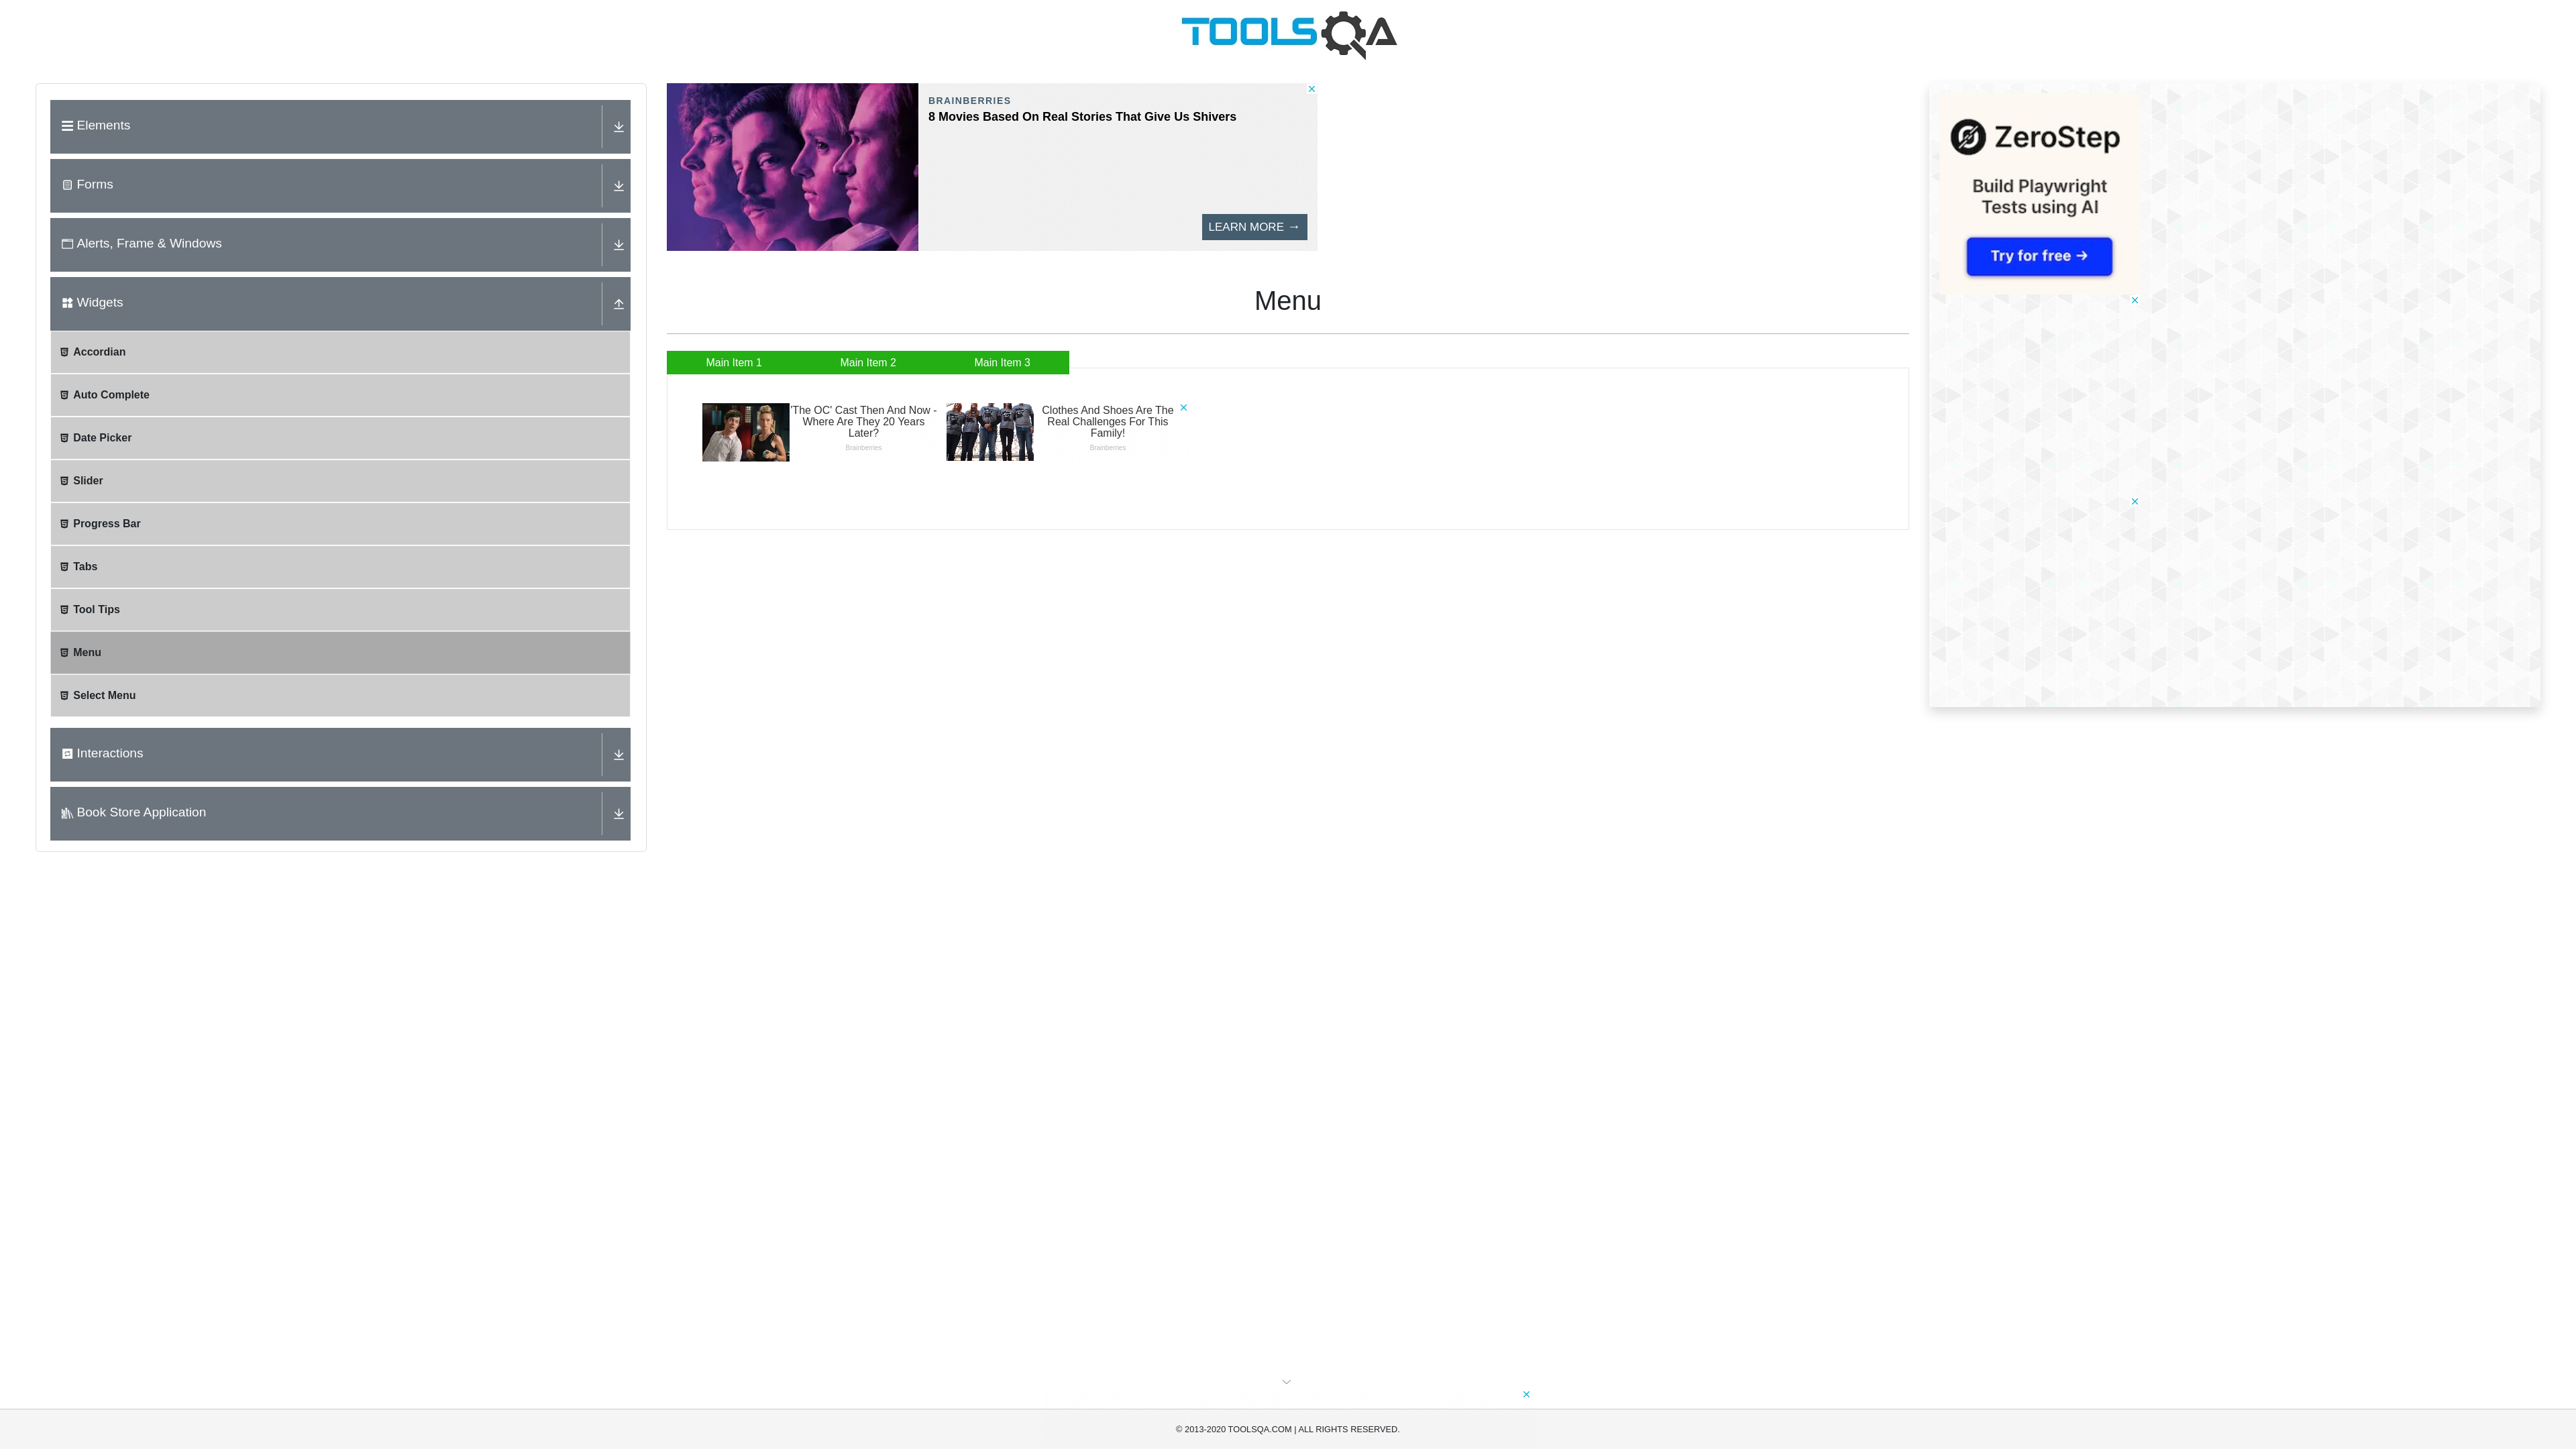 TOOLSQA
Elements
Forms
Alerts, Frame & Windows
Widgets
Accordian
Auto Complete
Date Picker
Slider
Progress Bar
Tabs
Tool Tips
Menu
Select Menu
Interactions
Book Store Application
BRAINBERRIES
8 Movies Based On Real Stories That Give Us Shivers
LEARN MORE →
Menu
Main Item 1 Main Item 2 Main Item 3
'The OC' Cast Then And Now -
Where Are They 20 Years
Later?
Brainberries
Clothes And Shoes Are The
Real Challenges For This
Family!
Brainberries
ZeroStep
Build Playwright
Tests using AI
Try for free →
© 2013-2020 TOOLSQA.COM | ALL RIGHTS RESERVED.